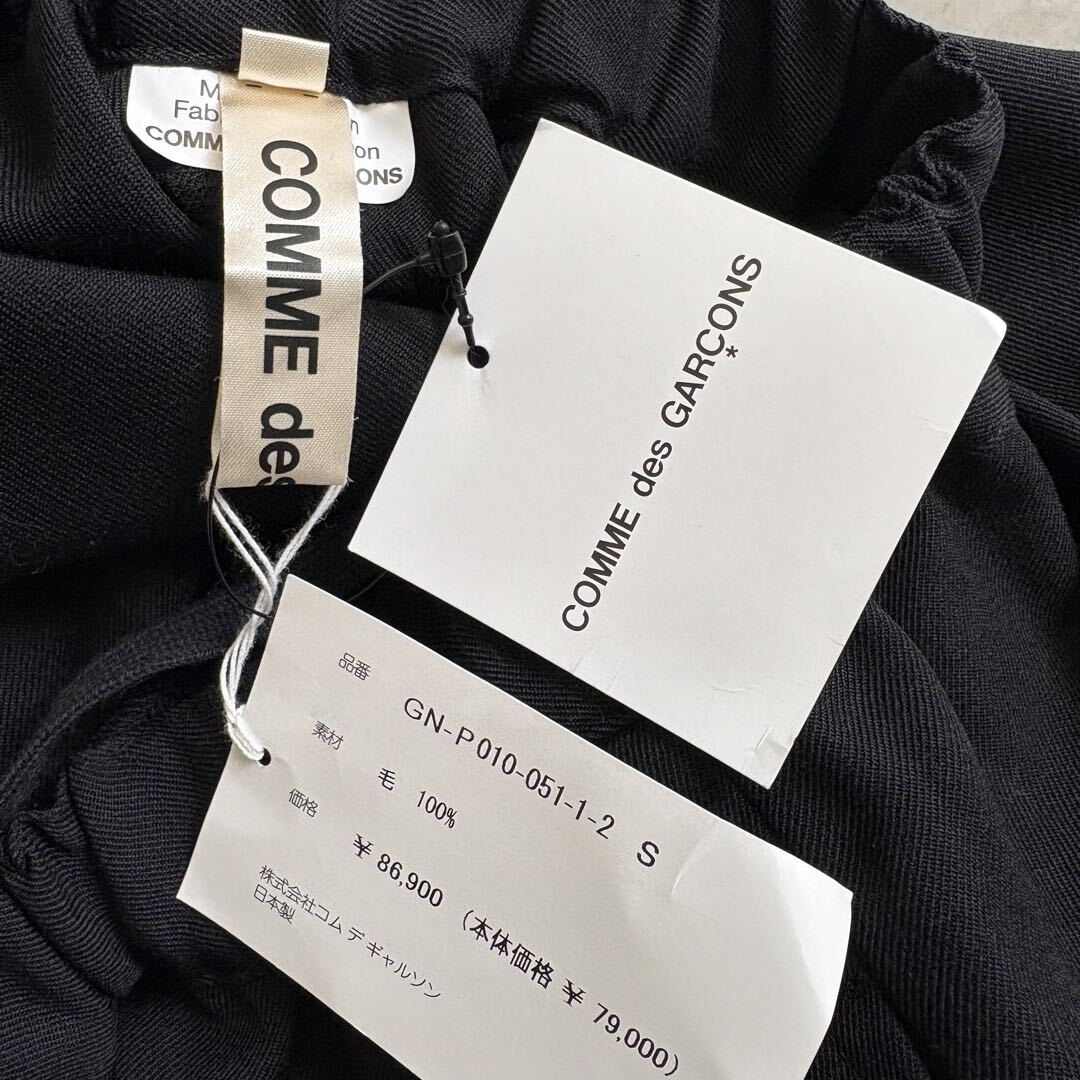 COMM
ONS
COMME des
COMME des GARÇONS
*
品番
GN-P010-051-1-2 S
素材
毛 100%
価格
¥ 86,900 (本体価格 ¥ 79,000)
株式会社コム デ ギャルソン
日本製